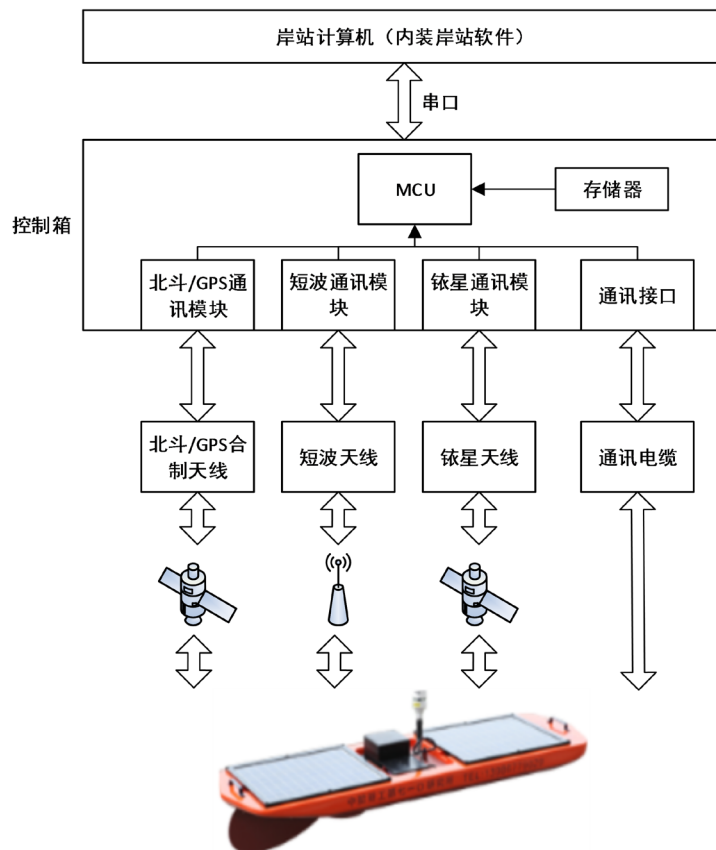 岸站计算机（内装岸站软件）
串口
控制箱
MCU
存储器
北斗/GPS通
讯模块
短波通讯模
块
铱星通讯模
块
通讯接口
北斗/GPS合
制天线
短波天线
铱星天线
通讯电缆